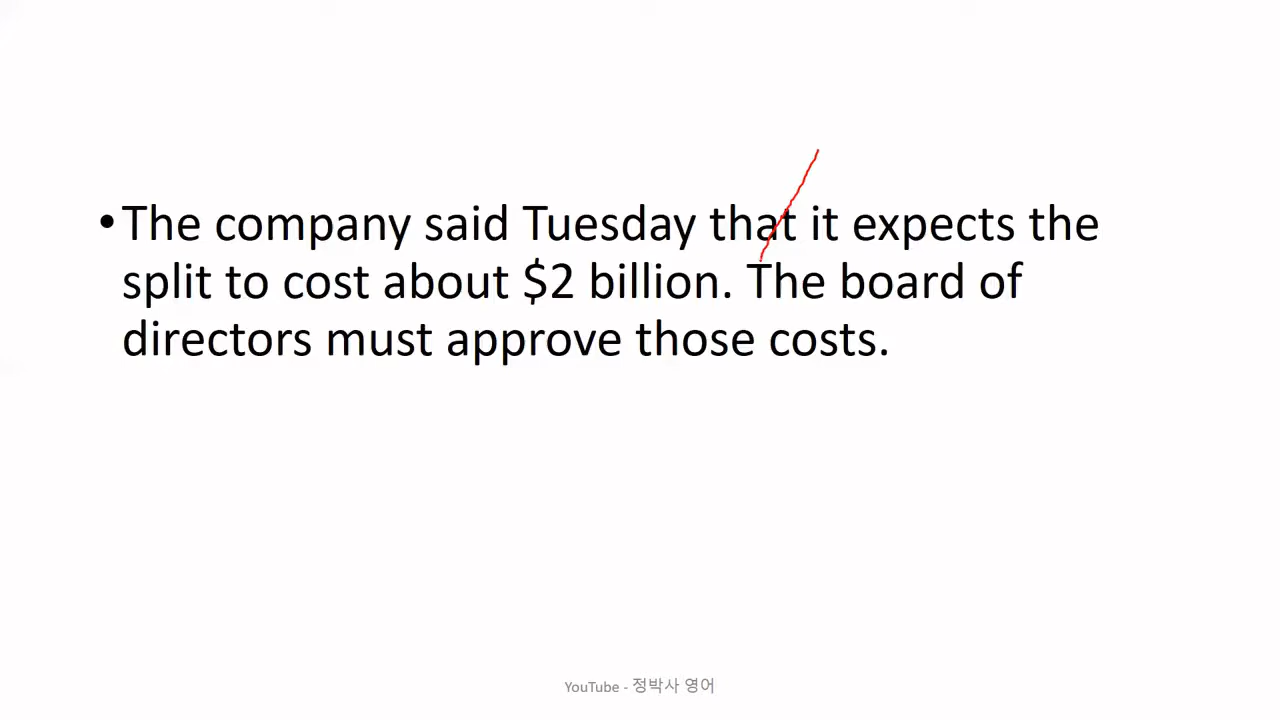 •The company said Tuesday that it expects the
split to cost about $2 billion. The board of
directors must approve those costs.
YouTube - 정박사 영어